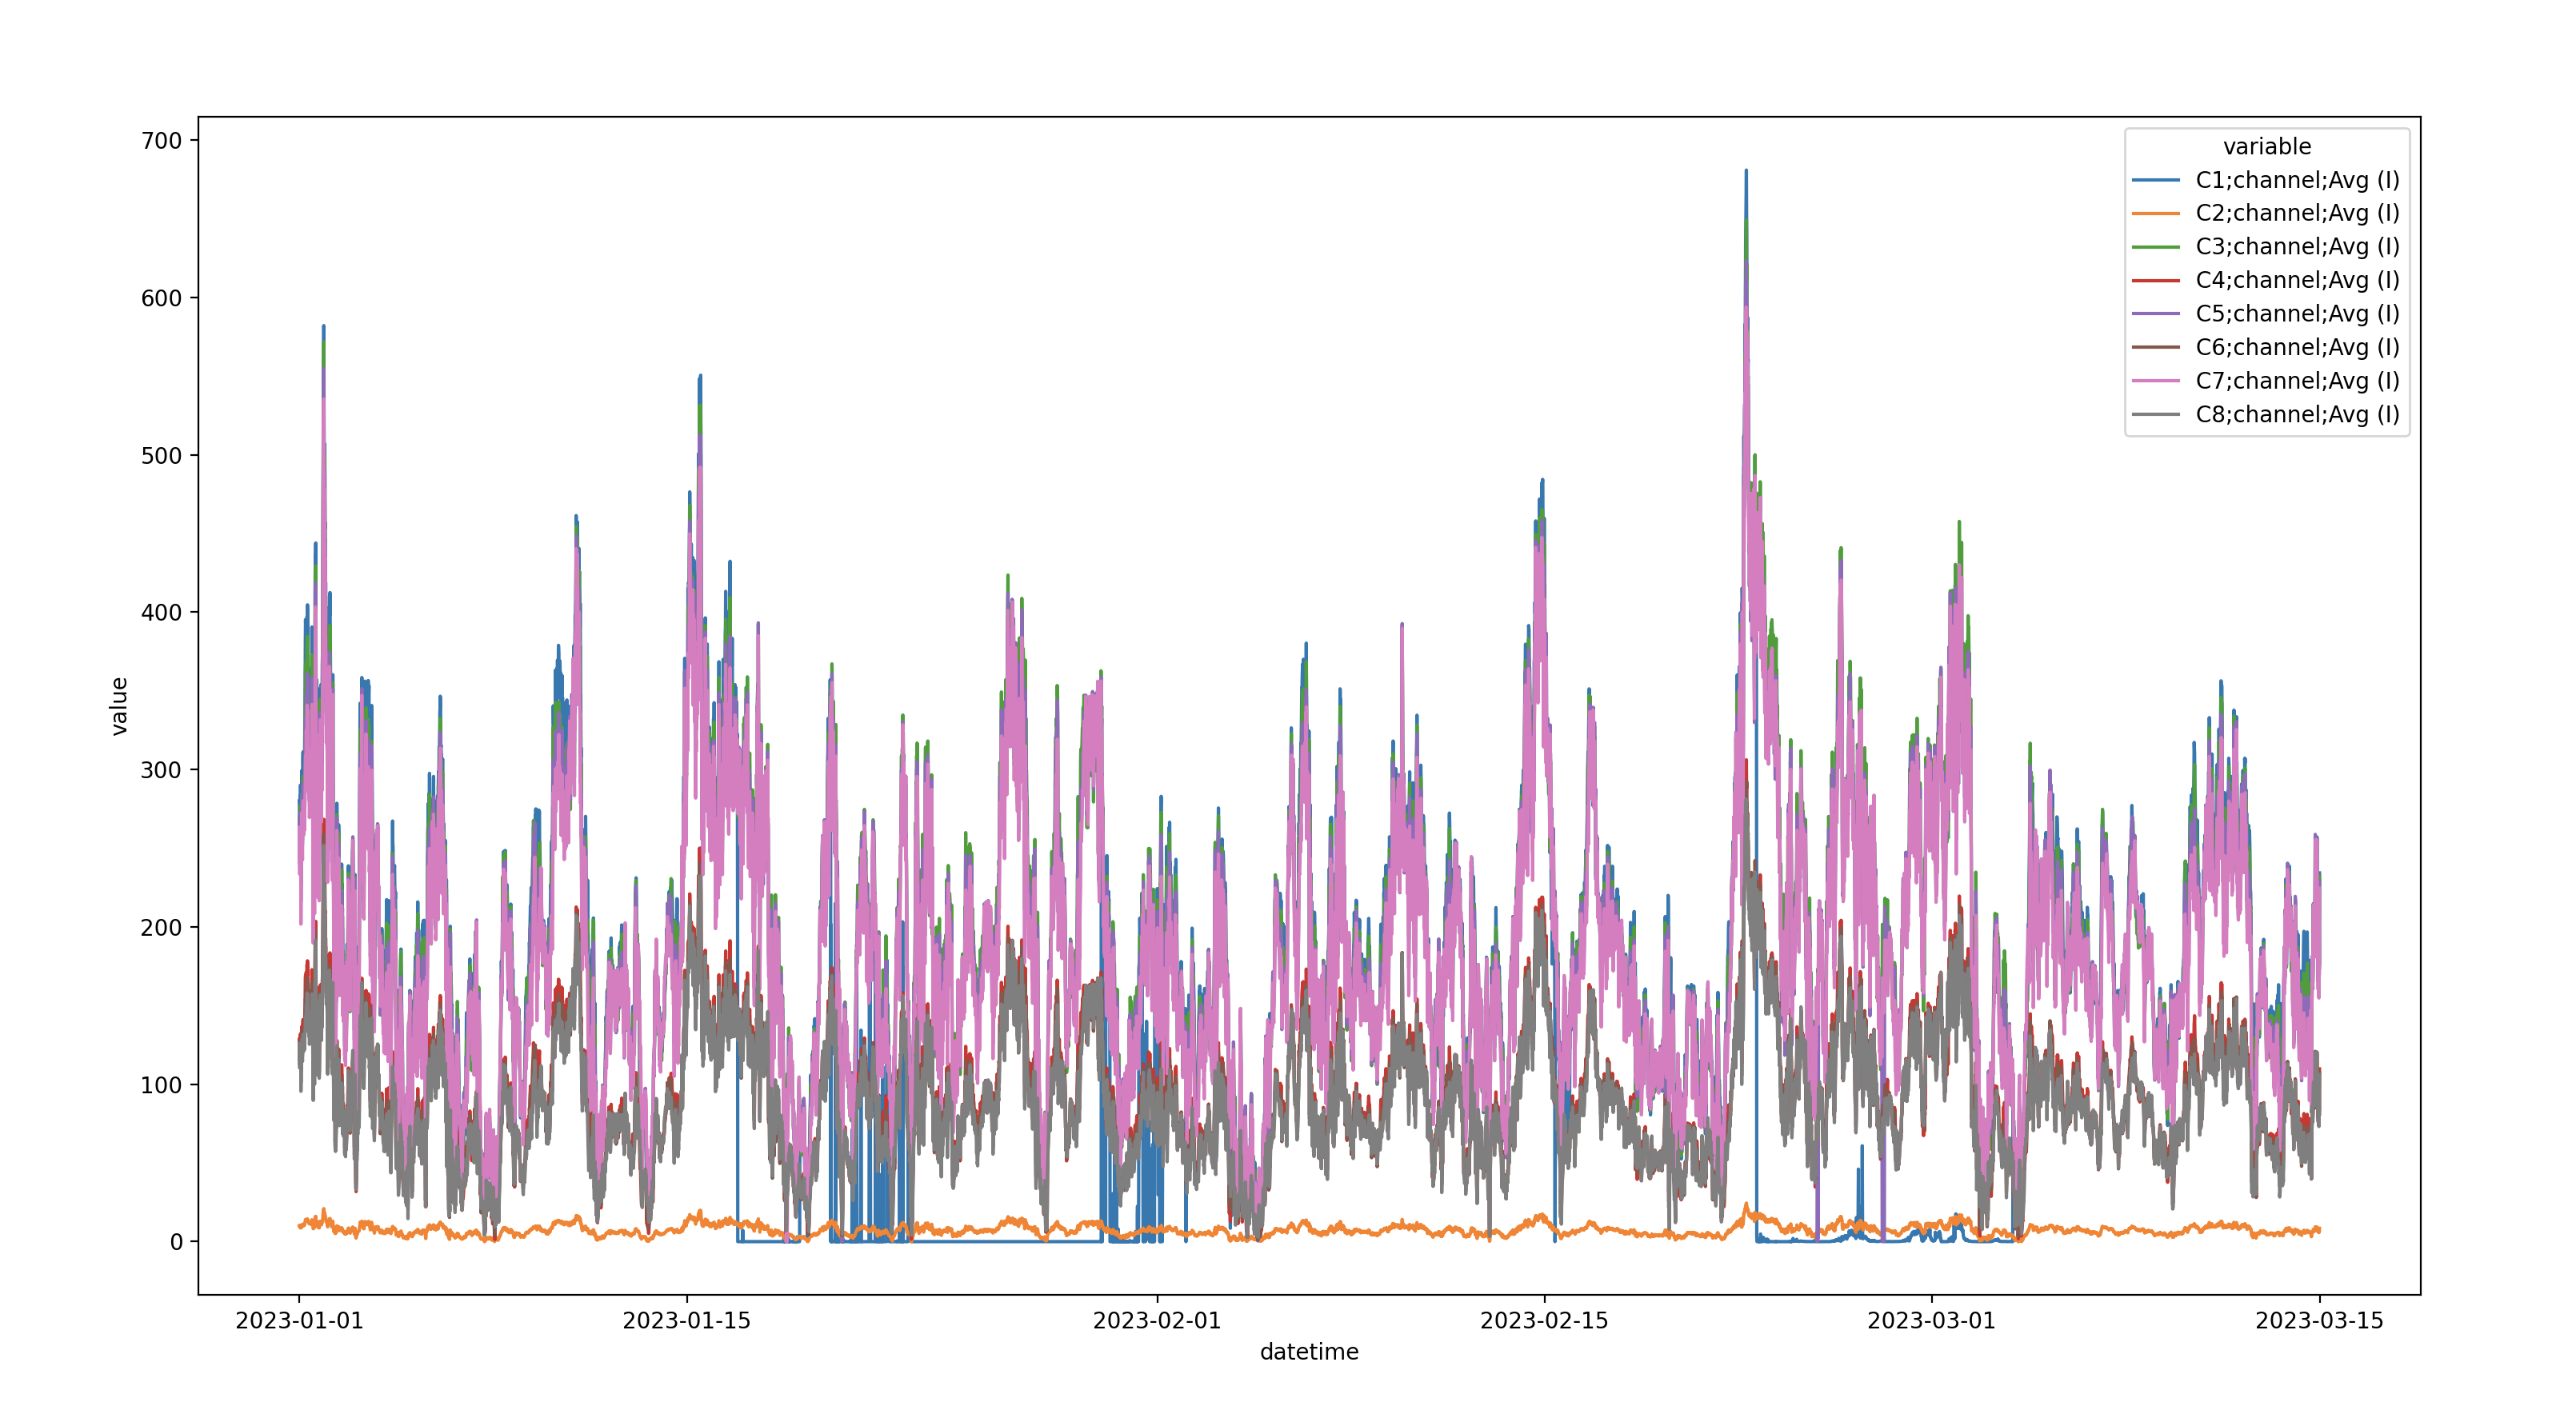 700
600
500
400
300
200
100
0
value
variable
C1;channel;Avg (I)
C2;channel;Avg (I)
C3;channel;Avg (I)
C4;channel;Avg (I)
C5;channel;Avg (I)
C6;channel;Avg (I)
C7;channel;Avg (I)
C8;channel;Avg (I)
2023-01-01
2023-01-15
2023-02-01
2023-02-15
2023-03-01
2023-03-15
datetime